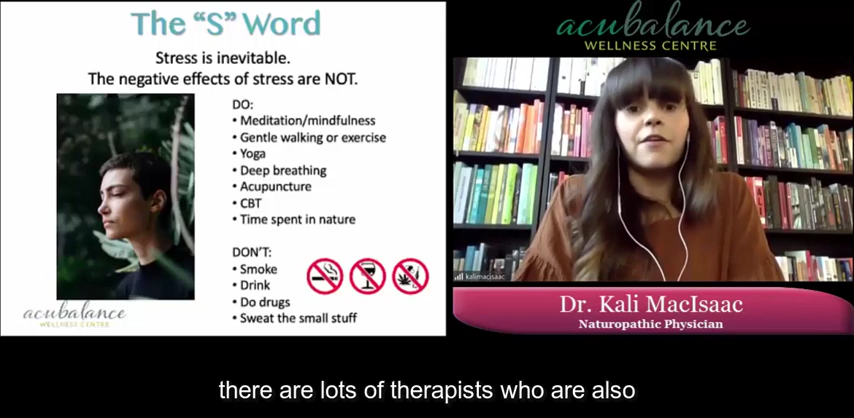 The “S” Word
Stress is inevitable.
The negative effects of stress are NOT.
DO:
• Meditation/mindfulness
• Gentle walking or exercise
• Yoga
• Deep breathing
• Acupuncture
• CBT
• Time spent in nature
DON'T:
• Smoke
• Drink
• Do drugs
• Sweat the small stuff
acubalance
WELLNESS CENTRE
acubalance
WELLNESS CENTRE
kalimacisaac
Dr. Kali MacIsaac
Naturopathic Physician
there are lots of therapists who are also